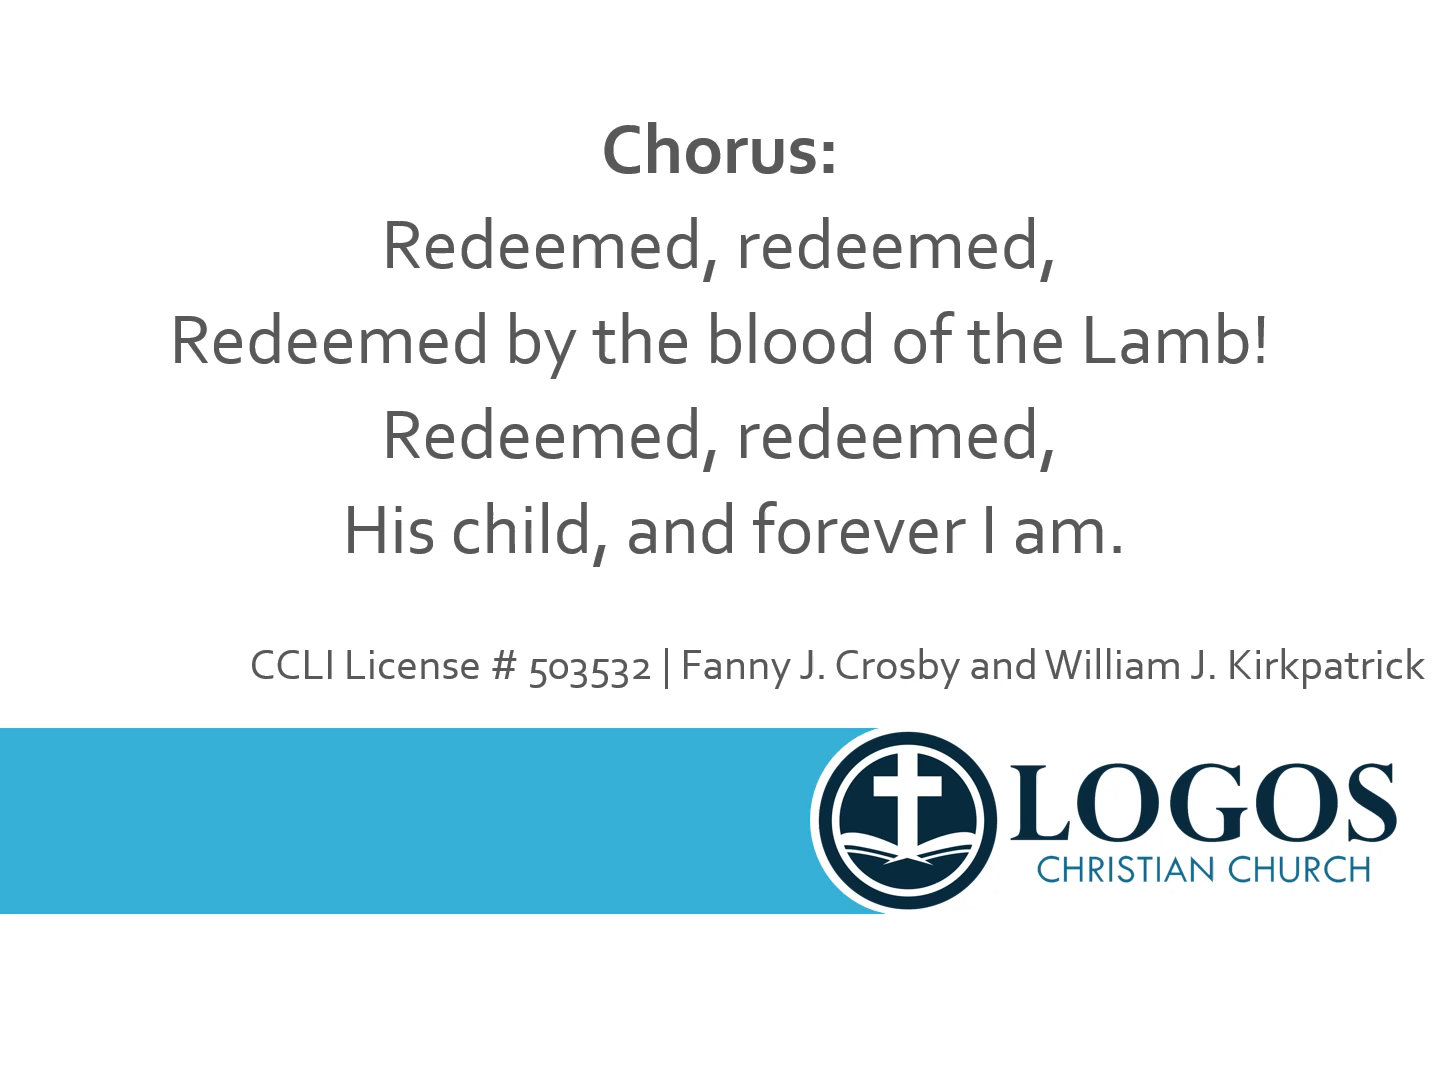 Chorus:
Redeemed, redeemed,
Redeemed by the blood of the Lamb!
Redeemed, redeemed,
His child, and forever I am.
CCLI License # 503532 | Fanny J. Crosby and William J. Kirkpatrick
LOGOS
CHRISTIAN CHURCH